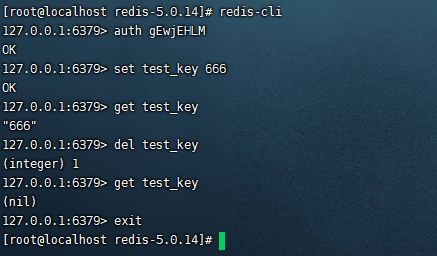 [root@localhost redis-5.0.14]# redis-cli
127.0.0.1:6379> auth gEwjEHLM
OK
127.0.0.1:6379> set test_key 666
OK
127.0.0.1:6379> get test_key
"666"
127.0.0.1:6379> del test_key
(integer) 1
127.0.0.1:6379> get test_key
(nil)
127.0.0.1:6379> exit
[root@localhost redis-5.0.14]#